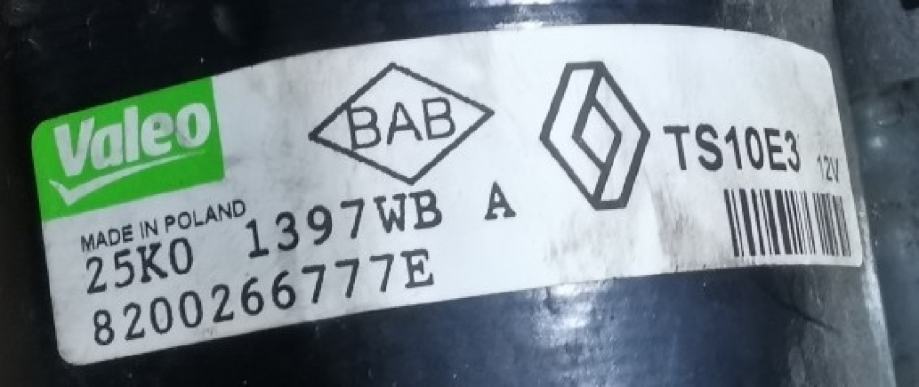 Valeo
BAB
TS10E3 12V
MADE IN POLAND
25K0 1397WB A
8200266777E